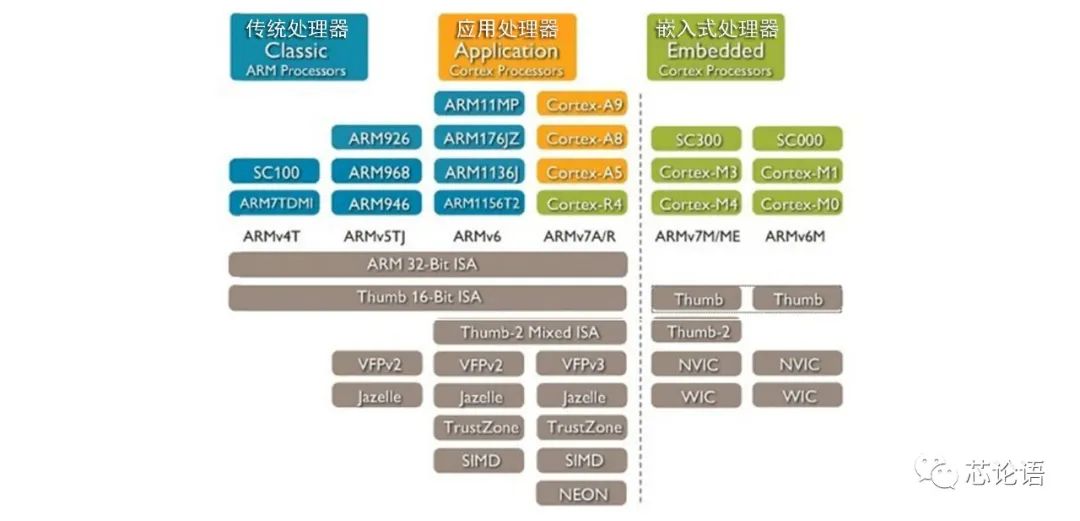 传统处理器
Classic
ARM Processors
应用处理器
Application
Cortex Processors
嵌入式处理器
Embedded
Cortex Processors
ARM11MP
Cortex-A9
ARM926
ARM176JZ
Cortex-A8
SC300
SC000
SC100
ARM968
ARM1136J
Cortex-A5
Cortex-M3
Cortex-M1
ARM7TDMI
ARM946
ARM1156T2
Cortex-R4
Cortex-M4
Cortex-M0
ARMv4T
ARMv5TJ
ARMv6
ARMv7A/R
ARMv7M/ME
ARMv6M
ARM 32-Bit ISA
Thumb 16-Bit ISA
Thumb
Thumb
Thumb-2 Mixed ISA
Thumb-2
VFPv2
VFPv2
VFPv3
NVIC
NVIC
Jazelle
Jazelle
Jazelle
WIC
WIC
TrustZone
TrustZone
SIMD
SIMD
NEON
芯论语